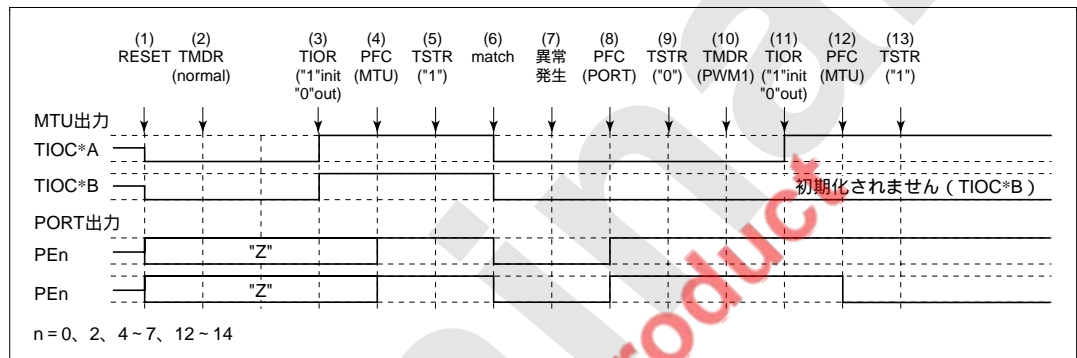 (1) (2) (3) (4) (5) (6) (7) (8) (9) (10) (11) (12) (13)
RESET TMDR TIOR PFC TSTR match 異常 PFC TSTR TMDR TIOR PFC TSTR
(normal) ("1"init (MTU) ("1") 発生 (PORT) ("0") (PWM1) ("1"init (MTU) ("1")
"0"out) "0"out)
MTU出力
TIOC*A
TIOC*B 初期化されません（TIOC*B）
PORT出力
PEn "Z"
PEn "Z"
n = 0、2、4～7、12～14
roduct